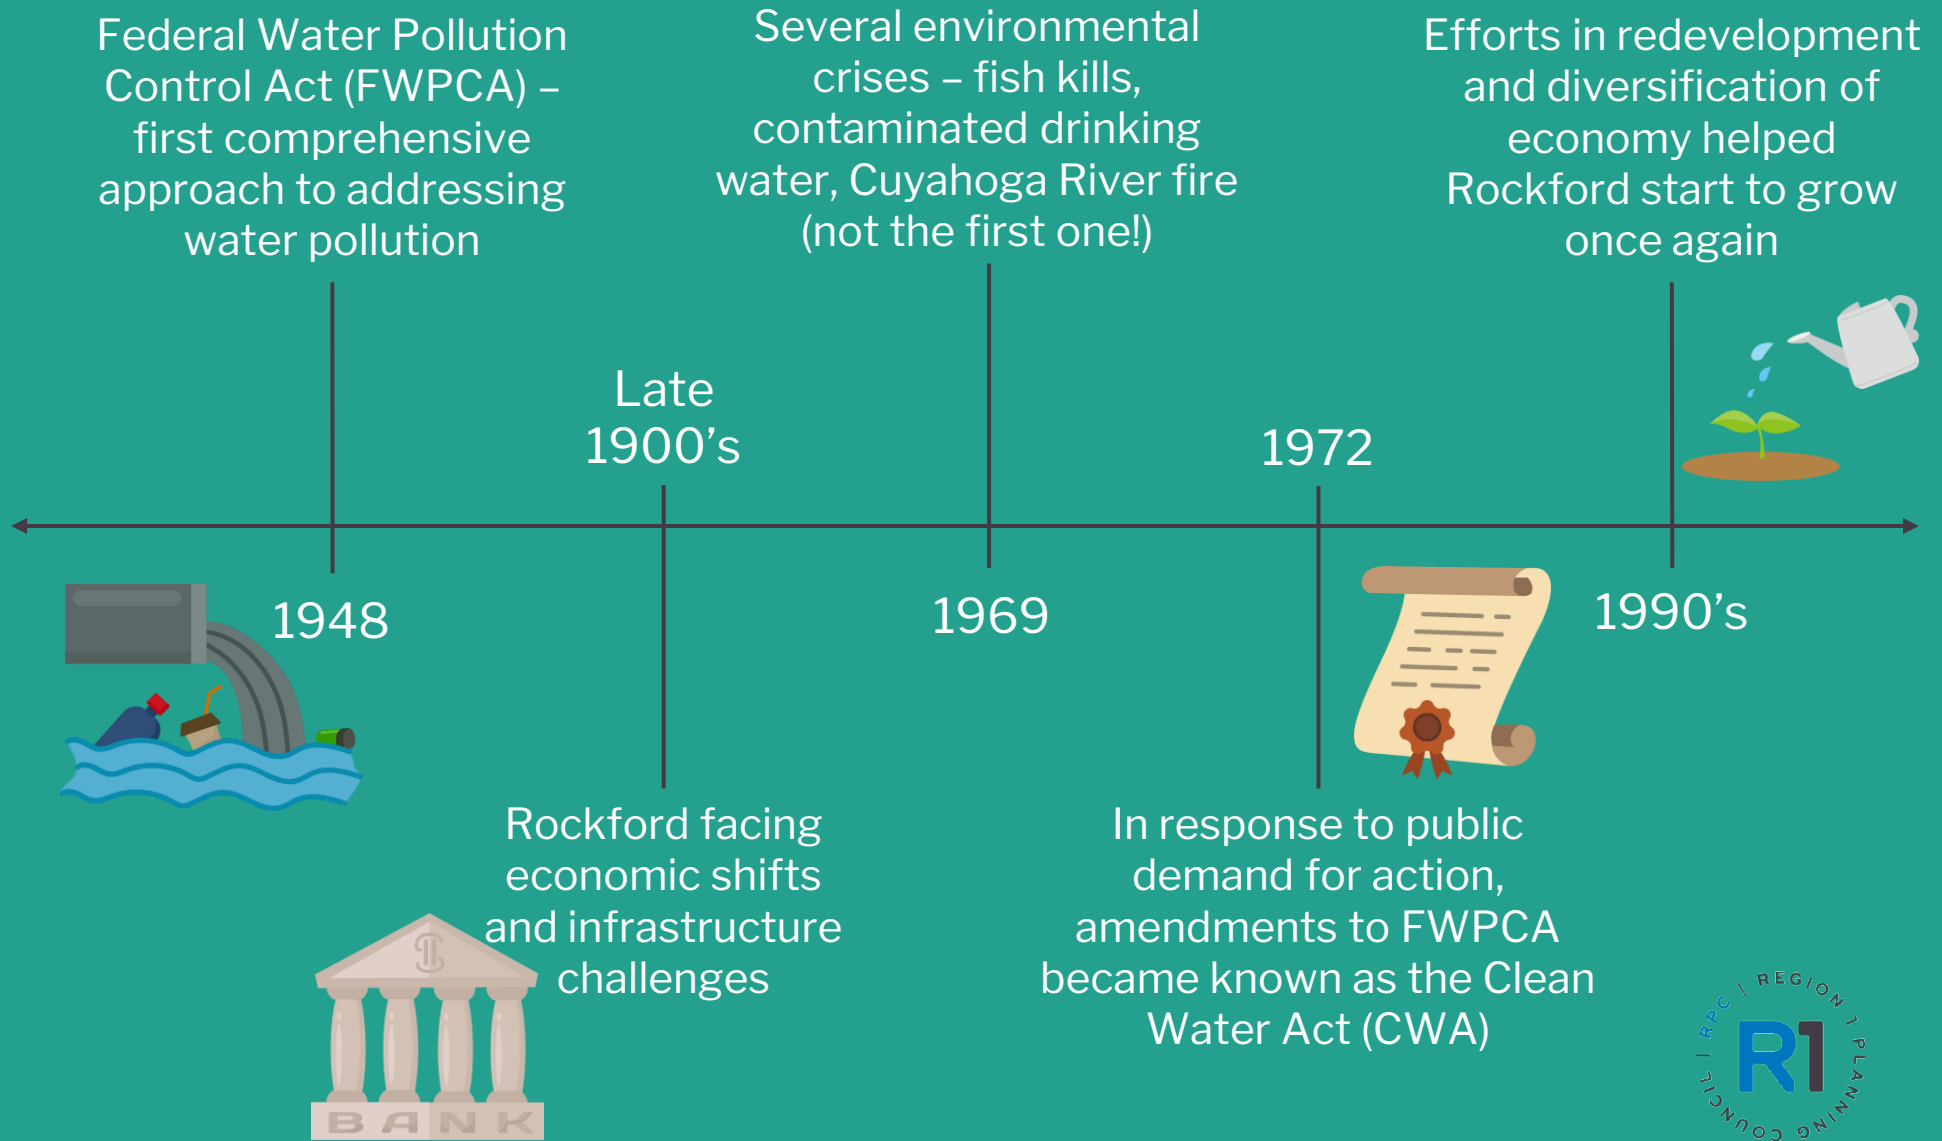 Federal Water Pollution
Control Act (FWPCA) –
first comprehensive
approach to addressing
water pollution
1948
Late
1900's
Rockford facing
economic shifts
and infrastructure
challenges
BANK
Several environmental
crises – fish kills,
contaminated drinking
water, Cuyahoga River fire
(not the first one!)
1969
1972
In response to public
demand for action,
amendments to FWPCA
became known as the Clean
Water Act (CWA)
Efforts in redevelopment
and diversification of
economy helped
Rockford start to grow
once again
1990's
R1
RPC | REGION 1 PLANNING COUNCIL |